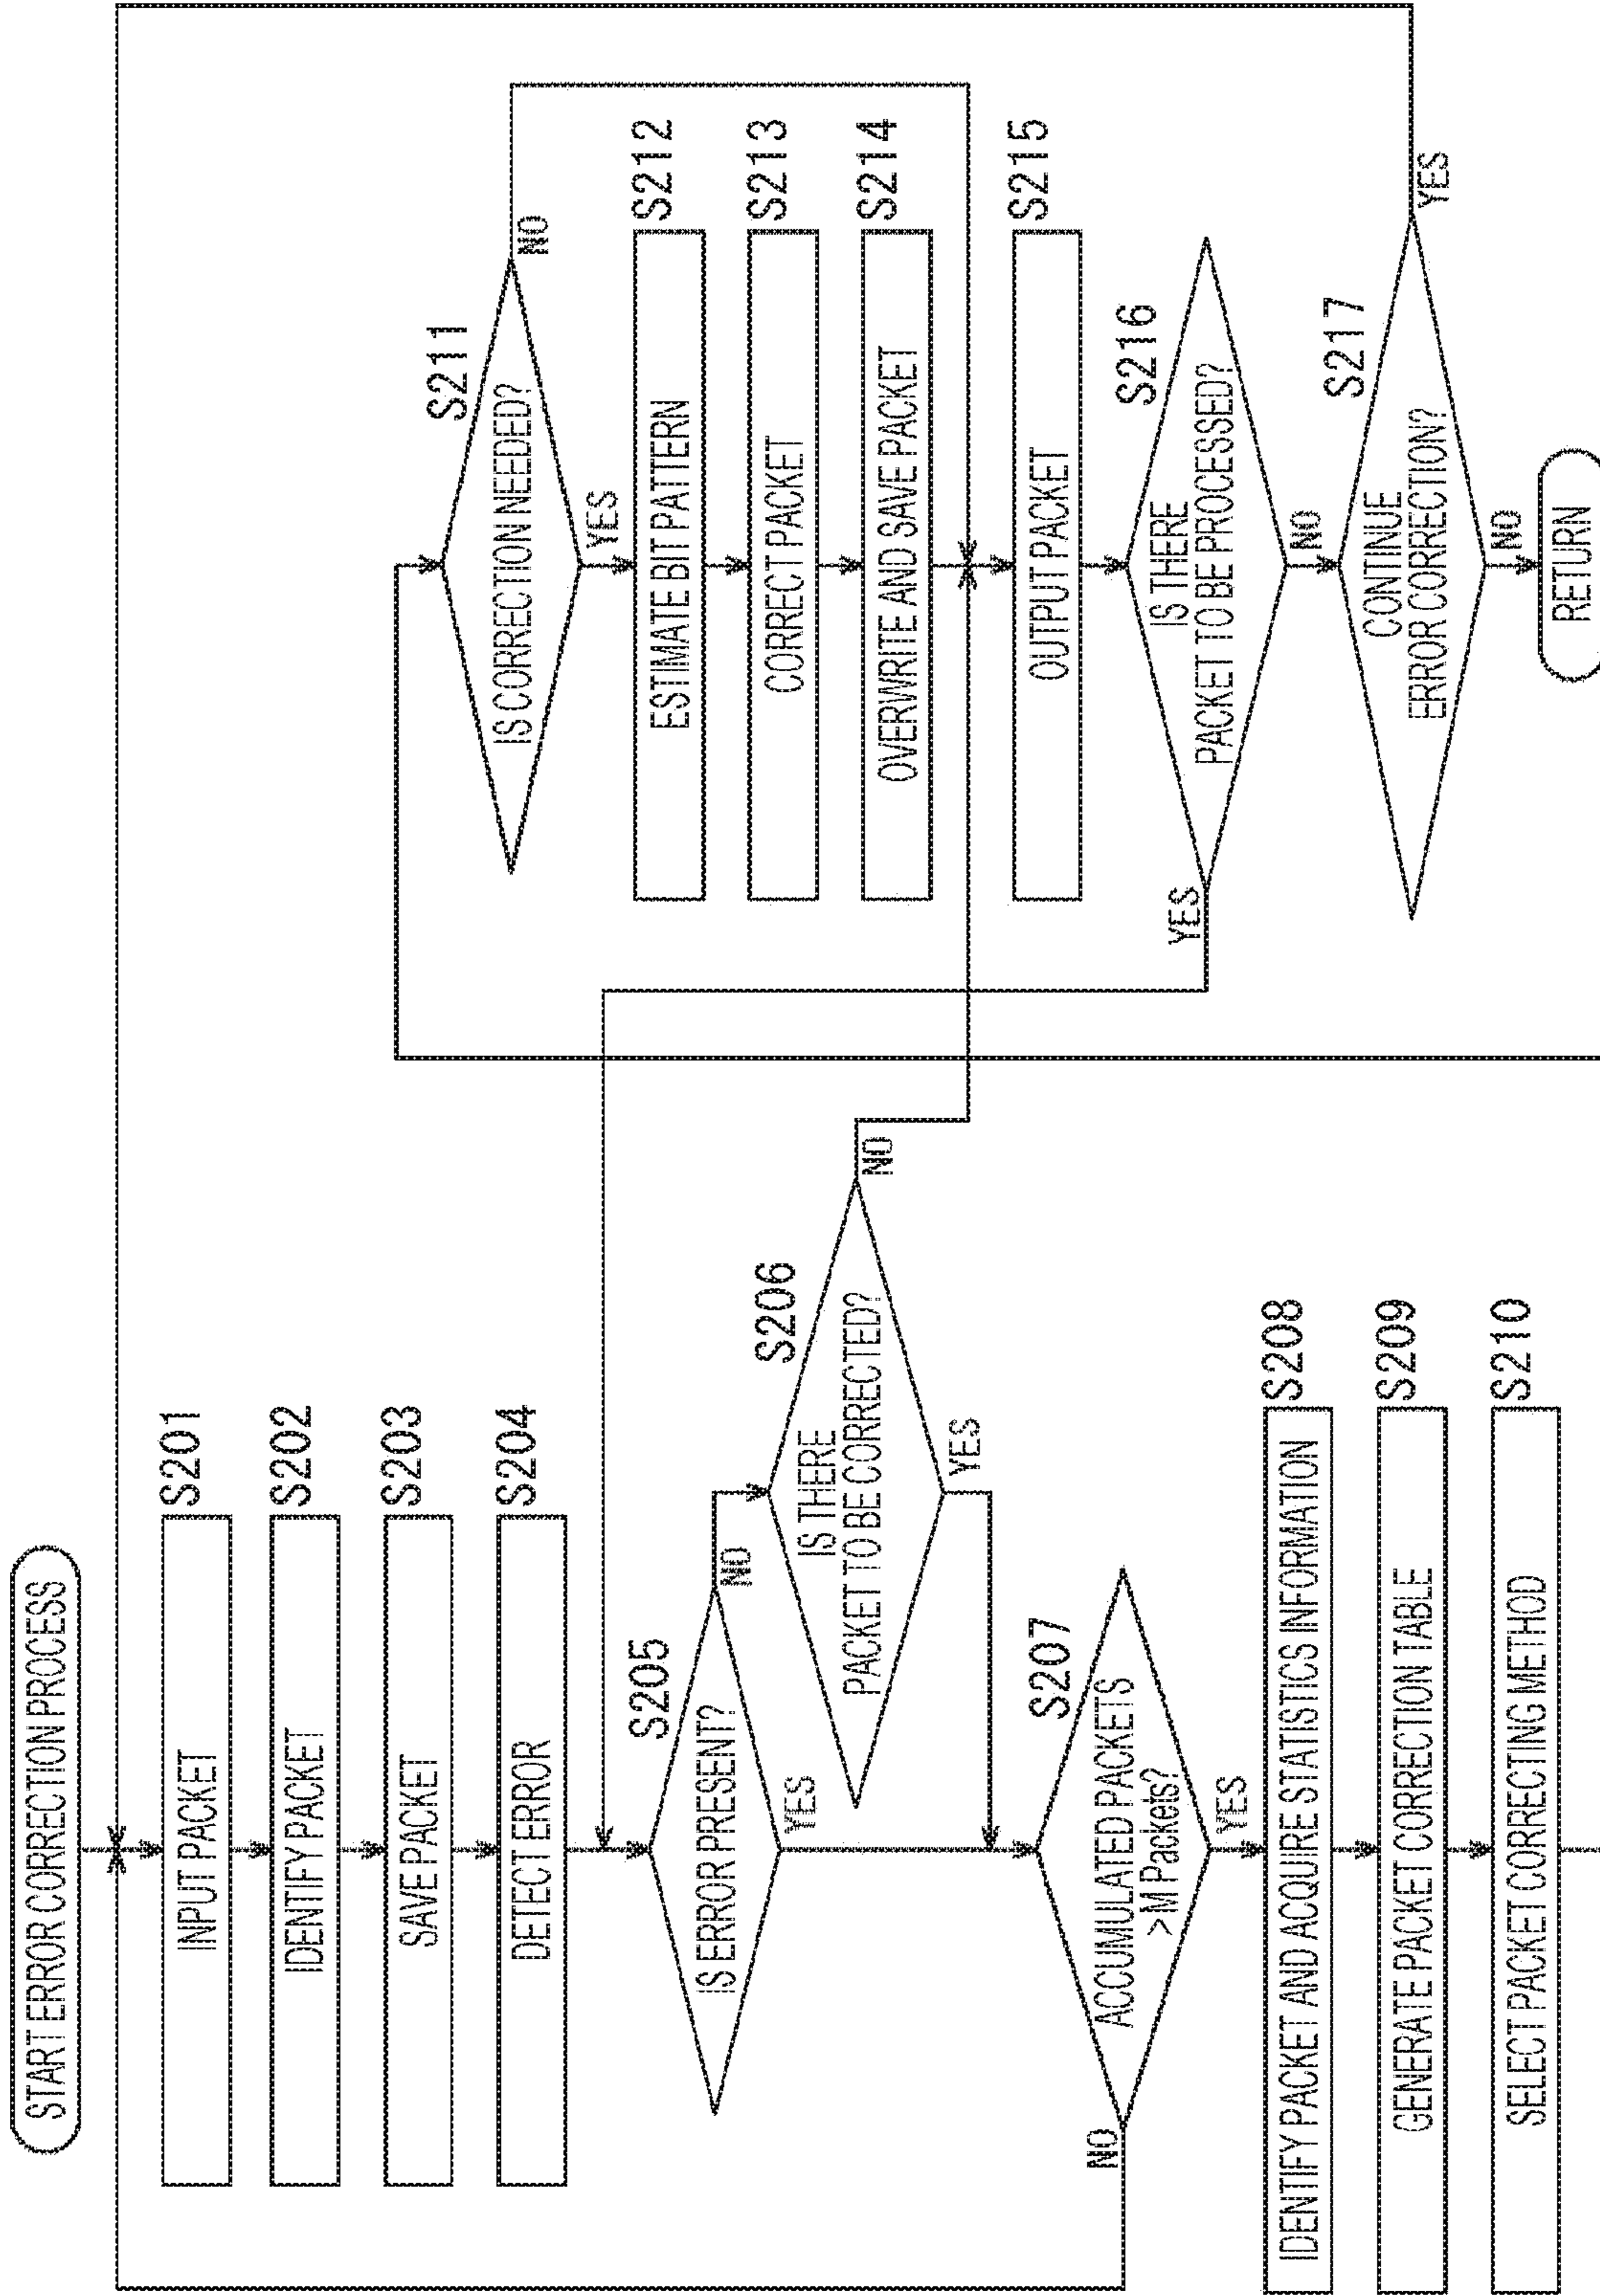 START ERROR CORRECTION PROCESS
S201
INPUT PACKET
S202
IDENTIFY PACKET
S203
SAVE PACKET
S204
DETECT ERROR
S205
IS ERROR PRESENT?
NO
YES
S206
IS THERE
PACKET TO BE CORRECTED?
NO
YES
S207
ACCUMULATED PACKETS
>M Packets?
NO
YES
S208
IDENTIFY PACKET AND ACQUIRE STATISTICS INFORMATION
S209
GENERATE PACKET CORRECTION TABLE
S210
SELECT PACKET CORRECTING METHOD
S211
IS CORRECTION NEEDED?
NO
YES
S212
ESTIMATE BIT PATTERN
S213
CORRECT PACKET
S214
OVERWRITE AND SAVE PACKET
S215
OUTPUT PACKET
S216
IS THERE
PACKET TO BE PROCESSED?
YES
NO
S217
CONTINUE
ERROR CORRECTION?
YES
NO
RETURN